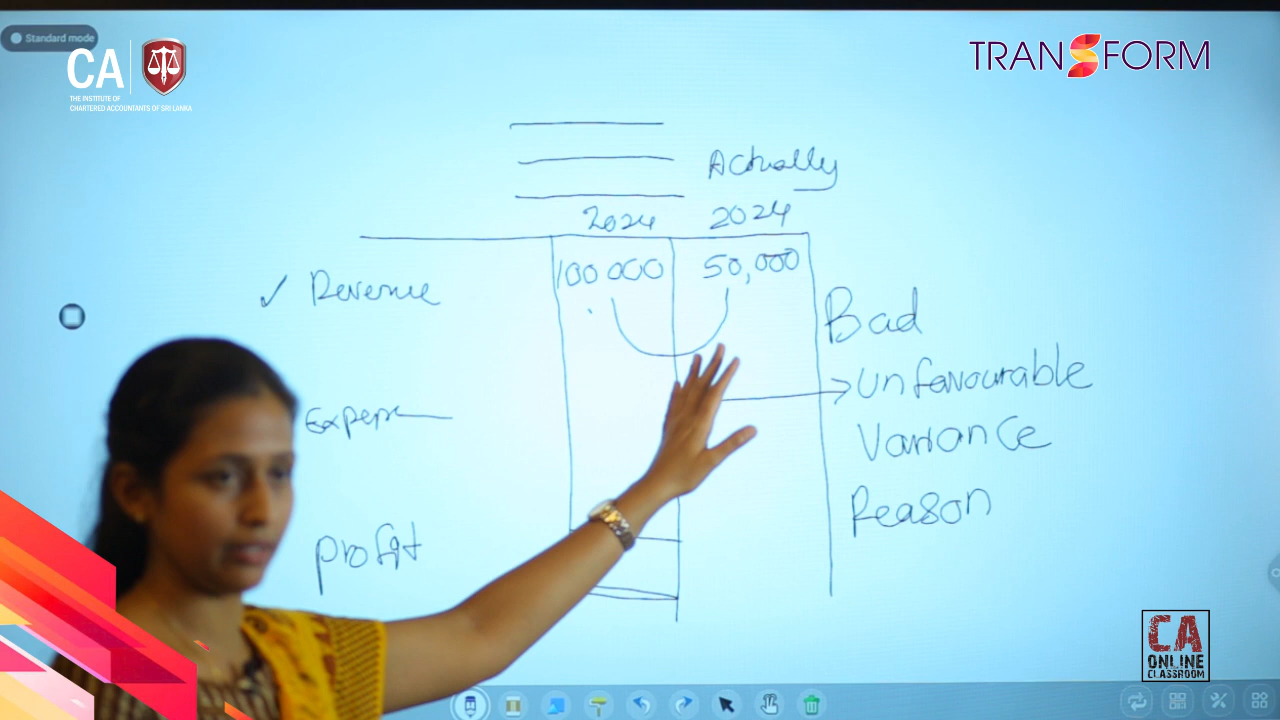 Standard mode
CA
THE INSTITUTE OF
CHARTERED ACCOUNTANTS OF SRI LANKA
TRANSFORM
Actually
2024 2024
✓ Revenue 100 000 50,000
Bad
Unfavourable
Variance
Reason
Profit
CA
ONLINE
CLASSROOM